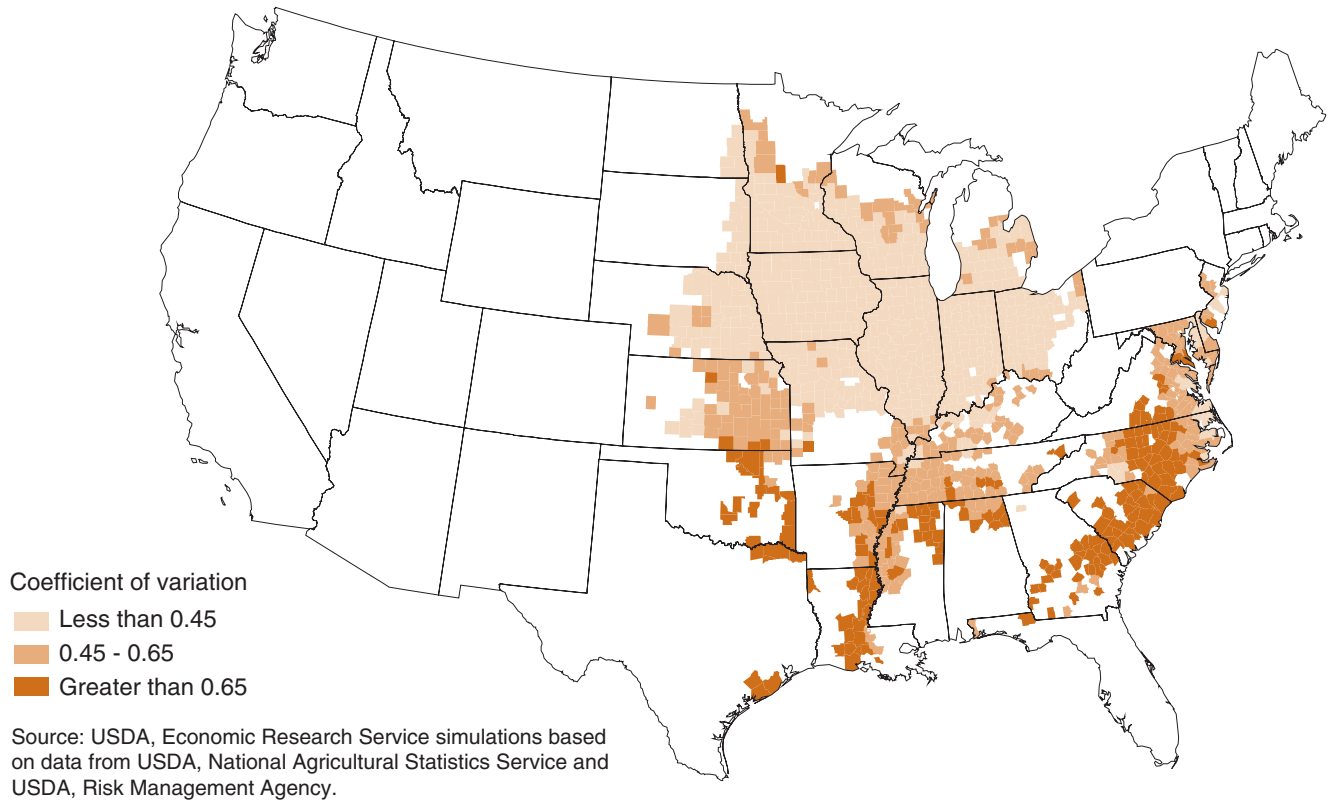 Coefficient of variation
Less than 0.45
0.45 - 0.65
Greater than 0.65
Source: USDA, Economic Research Service simulations based
on data from USDA, National Agricultural Statistics Service and
USDA, Risk Management Agency.